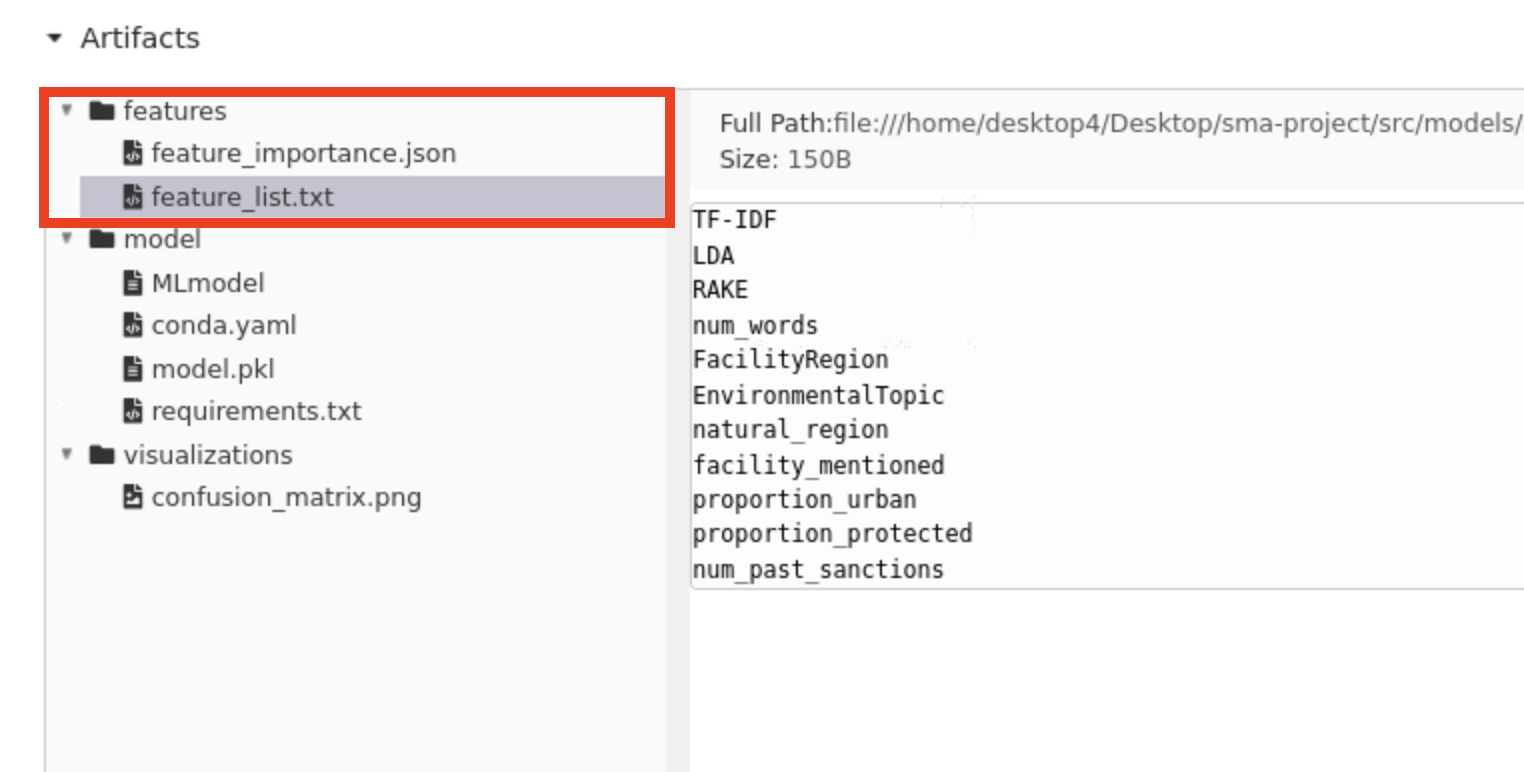 Artifacts
features
feature_importance.json
feature_list.txt
model
MLmodel
conda.yaml
model.pkl
requirements.txt
visualizations
confusion_matrix.png
Full Path:file:///home/desktop4/Desktop/sma-project/src/models/
Size: 150B
TF-IDF
LDA
RAKE
num_words
FacilityRegion
EnvironmentalTopic
natural_region
facility_mentioned
proportion_urban
proportion_protected
num_past_sanctions